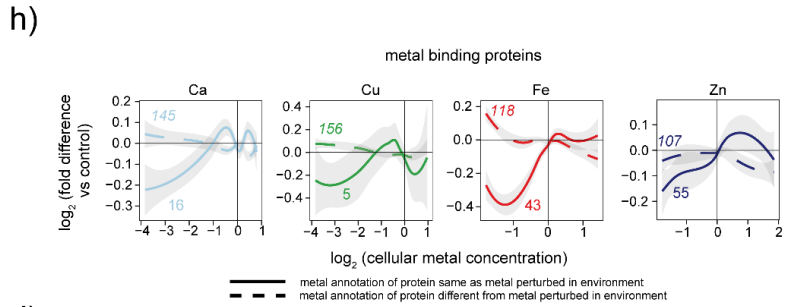 h)
metal binding proteins
Ca
Cu
Fe
Zn
log2 (fold difference
vs control)
0.2
0.1
0.0
−0.1
−0.2
−0.3
145
16
−4 −3 −2 −1 0 1
0.4
0.2
0.0
−0.2
−0.4
156
5
−4 −3 −2 −1 0 1
0.2
0.0
−0.2
−0.4
118
43
−1 0 1
0.1
0.0
−0.1
−0.2
107
55
−1 0 1 2
log2 (cellular metal concentration)
metal annotation of protein same as metal perturbed in environment
metal annotation of protein different from metal perturbed in environment